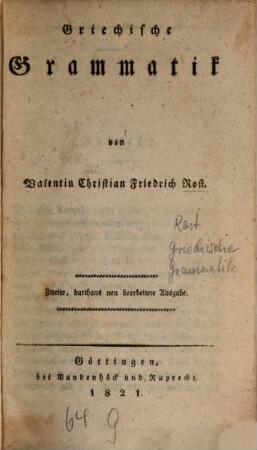 Griechische
Grammatik
von
Valentin Christian Friedrich Rost.
Rost
Griechische
Grammatik
Zweite, durchaus neu bearbeitete Ausgabe.
Göttingen,
bei Vandenhöck und Ruprecht.
1821.
64 g